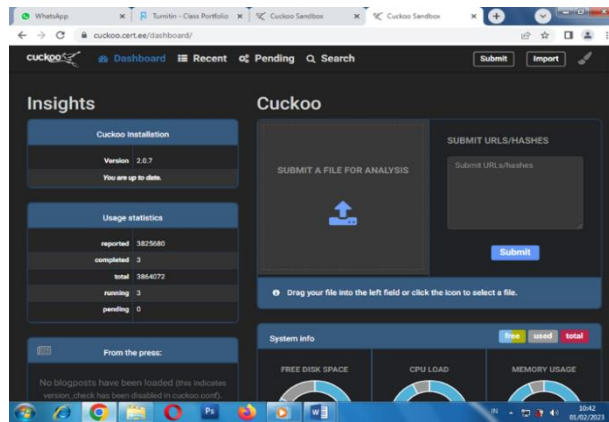 WhatsApp
Turnitin - Class Portfolio
Cuckoo Sandbox
Cuckoo Sandbox
cuckoo.cert.ee/dashboard/
cuckoo Dashboard Recent Pending Search Submit Import
Insights
Cuckoo
Cuckoo Installation
Version 2.0.7
You are up to date.
Usage statistics
reported 3825680
completed 3
total 3864072
running 3
pending 0
From the press:
No blogposts have been loaded (this indicates
version_check has been disabled in cuckoo.conf).
SUBMIT A FILE FOR ANALYSIS
SUBMIT URLS/HASHES
Submit URLs/hashes
Submit
Drag your file into the left field or click the icon to select a file.
System info
free used total
FREE DISK SPACE
CPU LOAD
MEMORY USAGE
Ps
IN
10:42
01/02/2023